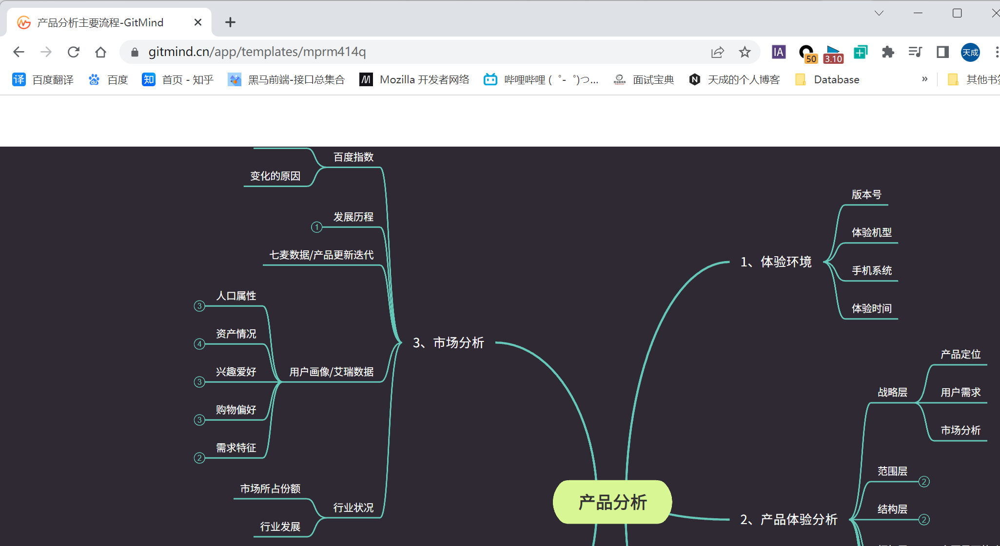 产品分析主要流程-GitMind
gitmind.cn/app/templates/mprm414q
IA
50
3.10
天成
译 百度翻译
百度
知 首页 - 知乎
黑马前端-接口总集合
Mozilla 开发者网络
哔哩哔哩 (゜-゜)つ...
面试宝典
N 天成的个人博客
Database
»
其他书
百度指数
变化的原因
发展历程
1
七麦数据/产品更新迭代
人口属性
3
资产情况
4
兴趣爱好
3
购物偏好
3
需求特征
2
用户画像/艾瑞数据
市场所占份额
行业发展
行业状况
3、市场分析
产品分析
1、体验环境
版本号
体验机型
手机系统
体验时间
2、产品体验分析
战略层
产品定位
用户需求
市场分析
范围层
2
结构层
2